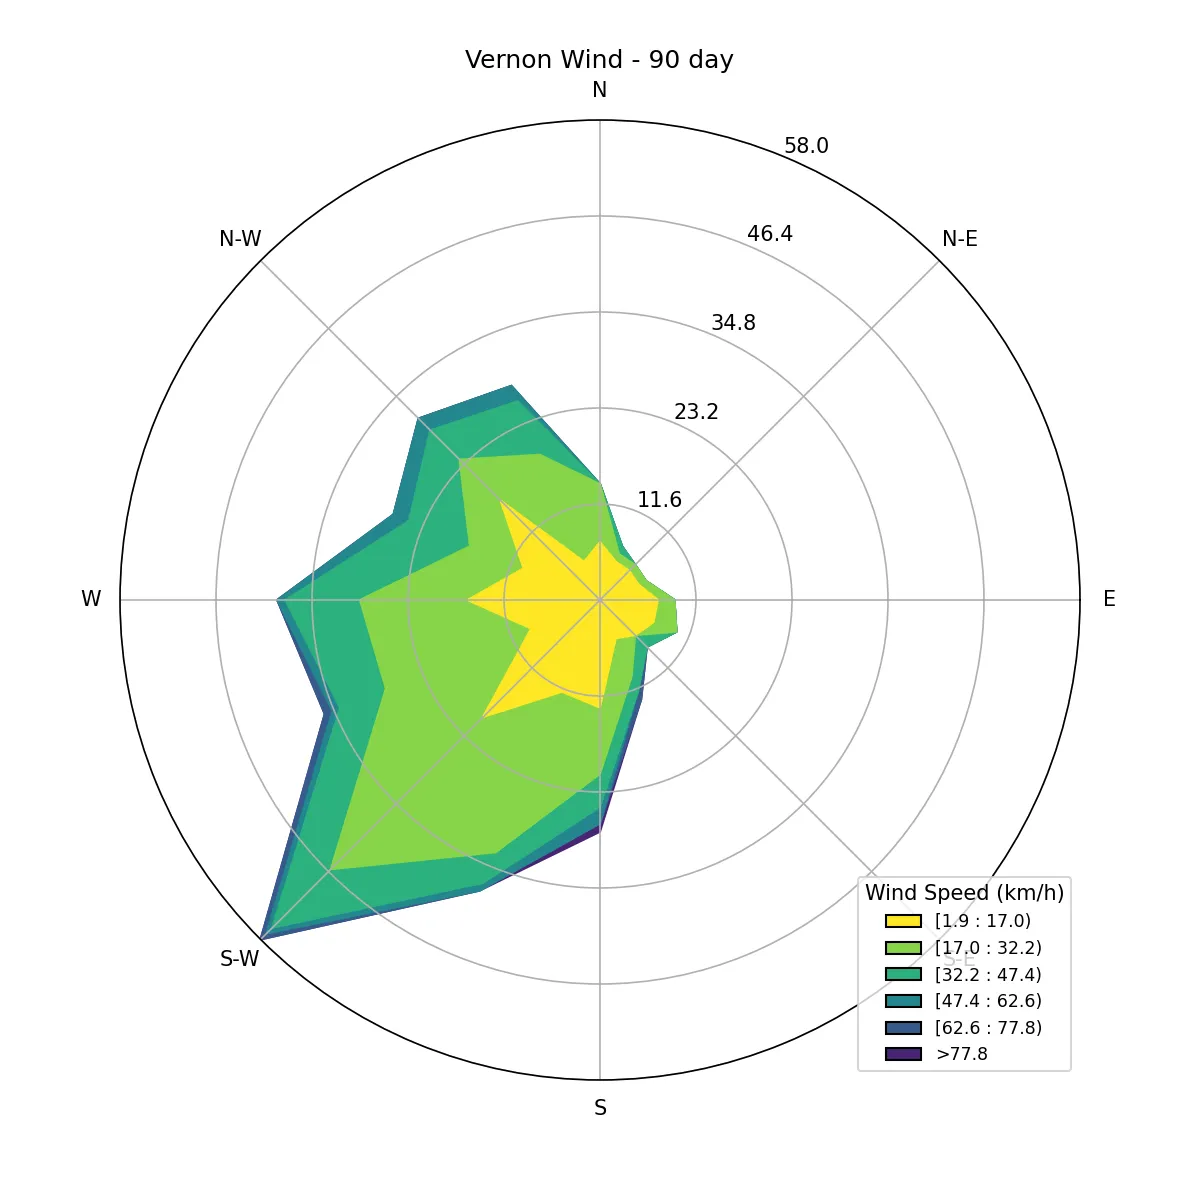 Vernon Wind - 90 day
N
58.0
46.4
N-W
N-E
34.8
23.2
11.6
W
E
S-W
S-E
S
Wind Speed (km/h)
[1.9 : 17.0)
[17.0 : 32.2)
[32.2 : 47.4)
[47.4 : 62.6)
[62.6 : 77.8)
>77.8